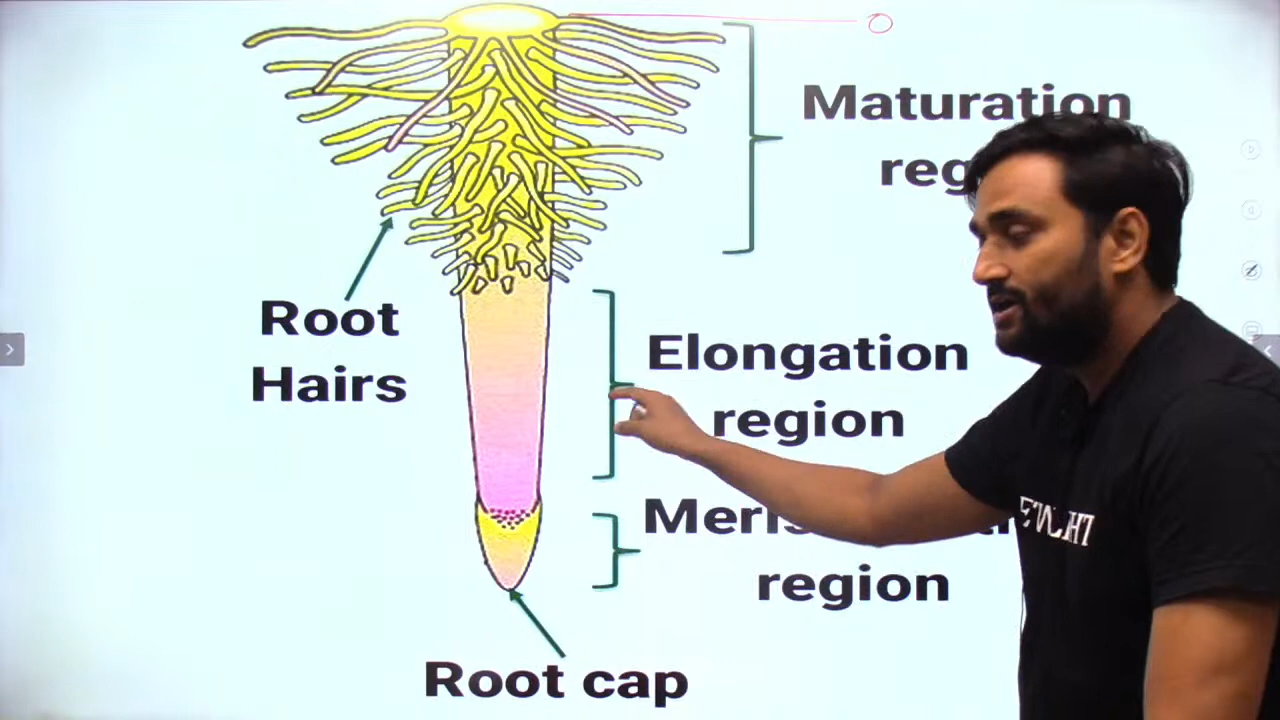 Maturation
Root
Hairs
Elongation
region
region
Root cap